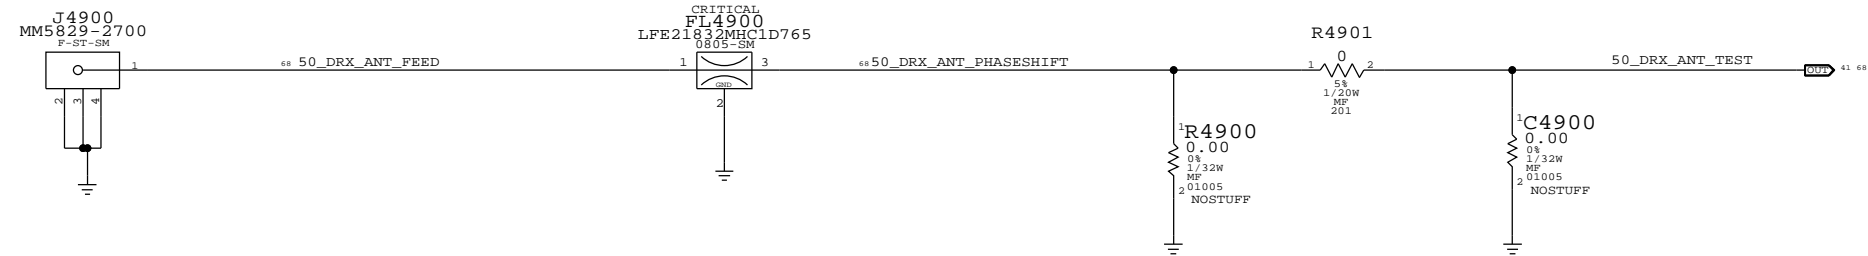 J4900
MM5829-2700
F-ST-SM
1
2
3
4
68 50_DRX_ANT_FEED
CRITICAL
FL4900
LFE21832MHC1D765
0805-SM
1
3
GND
2
68 50_DRX_ANT_PHASESHIFT
R4901
0
1
2
5%
1/20W
MF
201
1
R4900
0.00
0%
1/32W
MF
2 01005
NOSTUFF
50_DRX_ANT_TEST
OUT
41 68
1
C4900
0.00
0%
1/32W
MF
2 01005
NOSTUFF